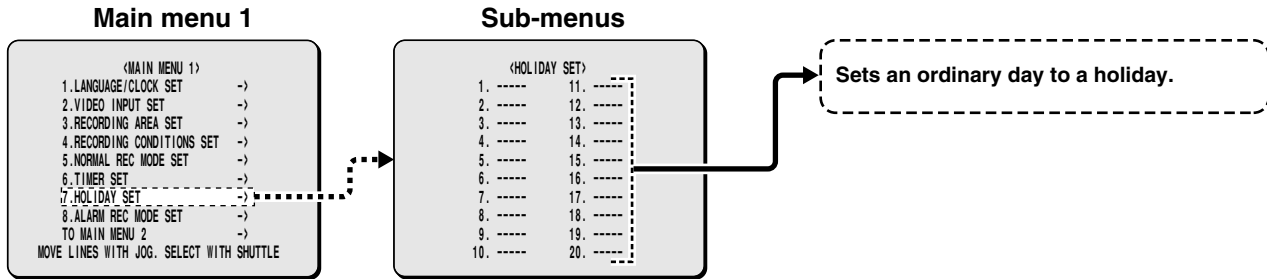 Main menu 1
<MAIN MENU 1>
1.LANGUAGE/CLOCK SET ->
2.VIDEO INPUT SET ->
3.RECORDING AREA SET ->
4.RECORDING CONDITIONS SET ->
5.NORMAL REC MODE SET ->
6.TIMER SET ->
7.HOLIDAY SET ->
8.ALARM REC MODE SET ->
TO MAIN MENU 2 ->
MOVE LINES WITH JOG. SELECT WITH SHUTTLE
Sub-menus
<HOLIDAY SET>
1. ----- 11. -----
2. ----- 12. -----
3. ----- 13. -----
4. ----- 14. -----
5. ----- 15. -----
6. ----- 16. -----
7. ----- 17. -----
8. ----- 18. -----
9. ----- 19. -----
10. ----- 20. -----
Sets an ordinary day to a holiday.